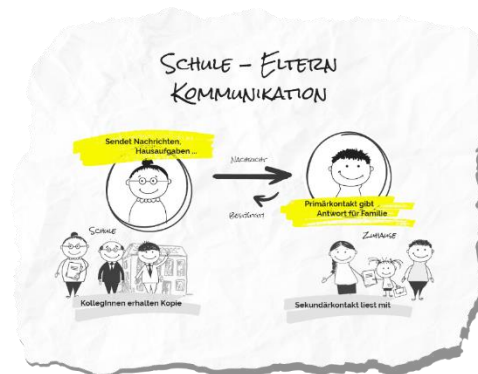 Schule – Eltern
Kommunikation
Sendet Nachrichten,
Hausaufgaben ...
Nachricht
Bestätigt
Primärkontakt gibt
Antwort für Familie
Schule
Zuhause
KollegInnen erhalten Kopie
Sekundärkontakt liest mit